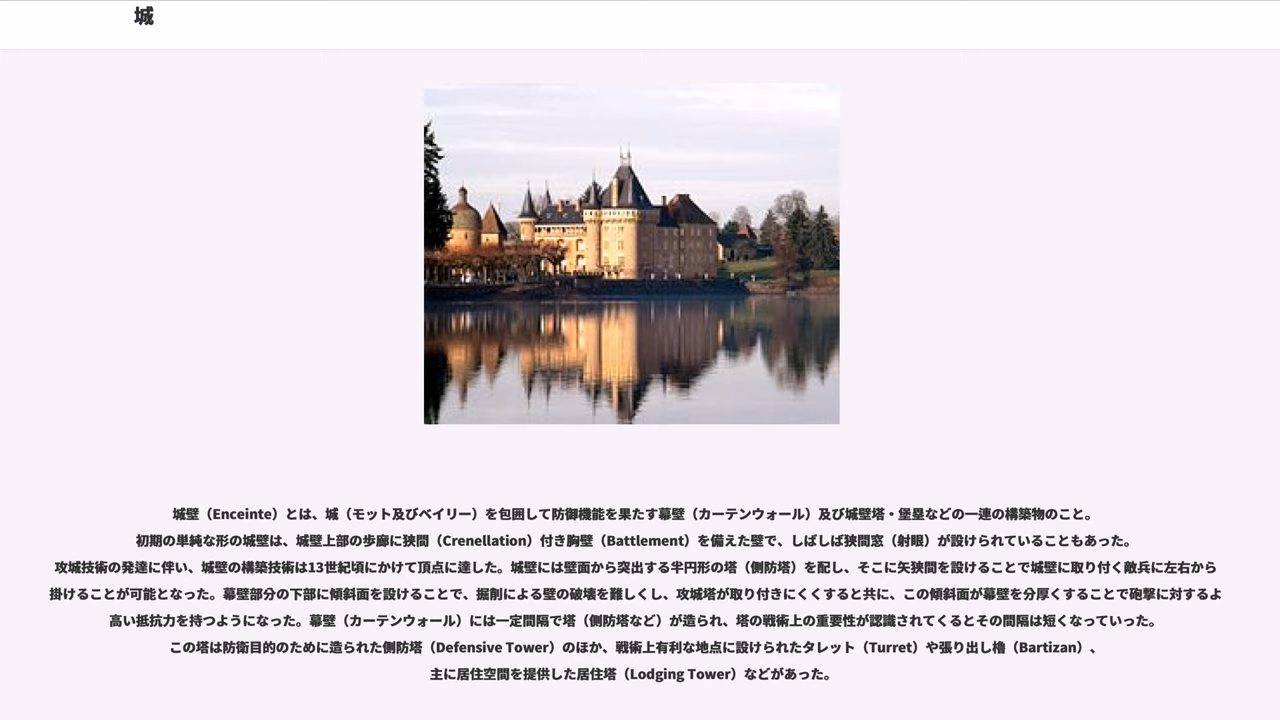 城
城壁（Enceinte）とは、城（モット及びベイリー）を包囲して防御機能を果たす幕壁（カーテンウォール）及び城壁塔・堡塁などの一連の構築物のこと。
初期の単純な形の城壁は、城壁上部の歩廊に狭間（Crenellation）付き胸壁（Battlement）を備えた壁で、しばしば狭間窓（射眼）が設けられていることもあった。
攻城技術の発達に伴い、城壁の構築技術は13世紀頃にかけて頂点に達した。城壁には壁面から突出する半円形の塔（側防塔）を配し、そこに矢狭間を設けることで城壁に取り付く敵兵に左右から
掛けることが可能となった。幕壁部分の下部に傾斜面を設けることで、掘削による壁の破壊を難しくし、攻城塔が取り付きにくくすると共に、この傾斜面が幕壁を分厚くすることで砲撃に対するよ
高い抵抗力を持つようになった。幕壁（カーテンウォール）には一定間隔で塔（側防塔など）が造られ、塔の戦術上の重要性が認識されてくるとその間隔は短くなっていった。
この塔は防衛目的のために造られた側防塔（Defensive Tower）のほか、戦術上有利な地点に設けられたタレット（Turret）や張り出し櫓（Bartizan）、
主に居住空間を提供した居住塔（Lodging Tower）などがあった。